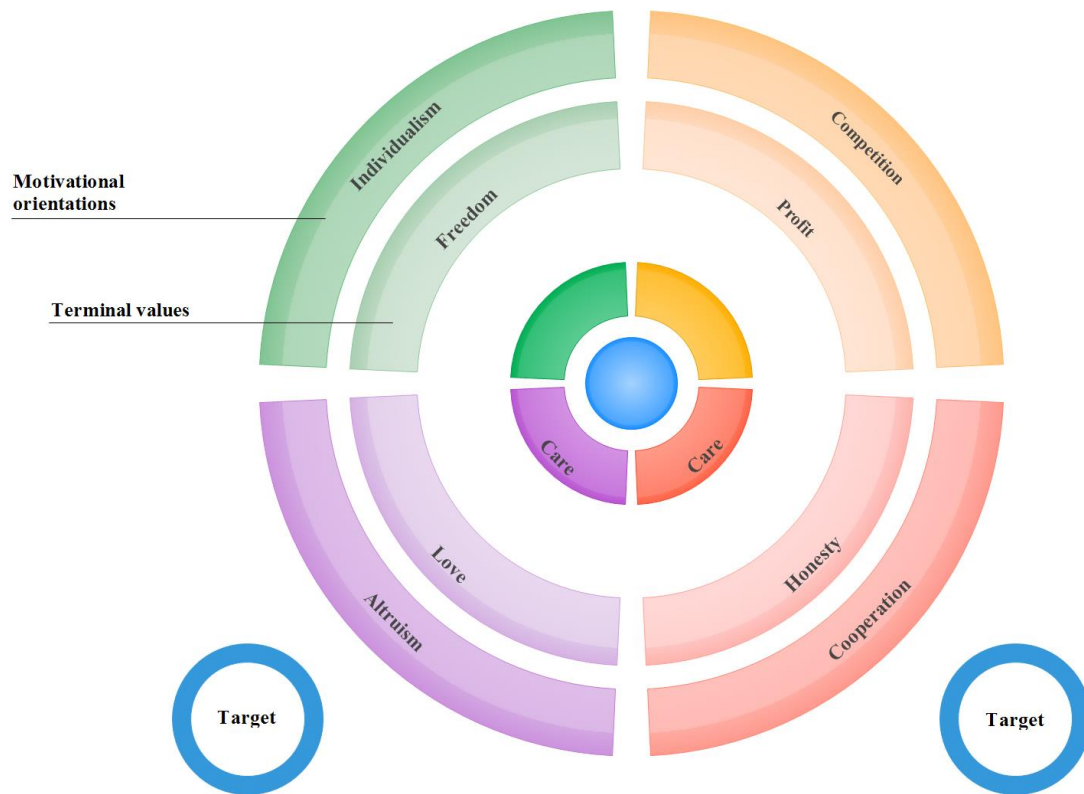 Individualism
Competition
Motivational
orientations
Freedom
Profit
Terminal values
Care
Care
Love
Honesty
Altruism
Cooperation
Target
Target